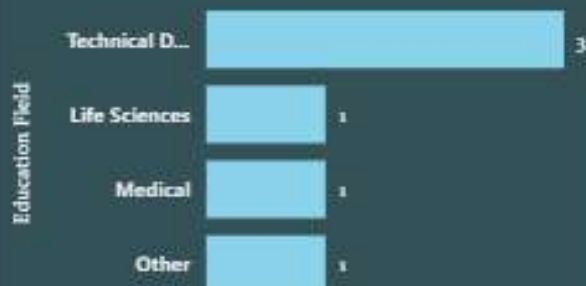 Education Field
Technical D... 3
Life Sciences 1
Medical 1
Other 1